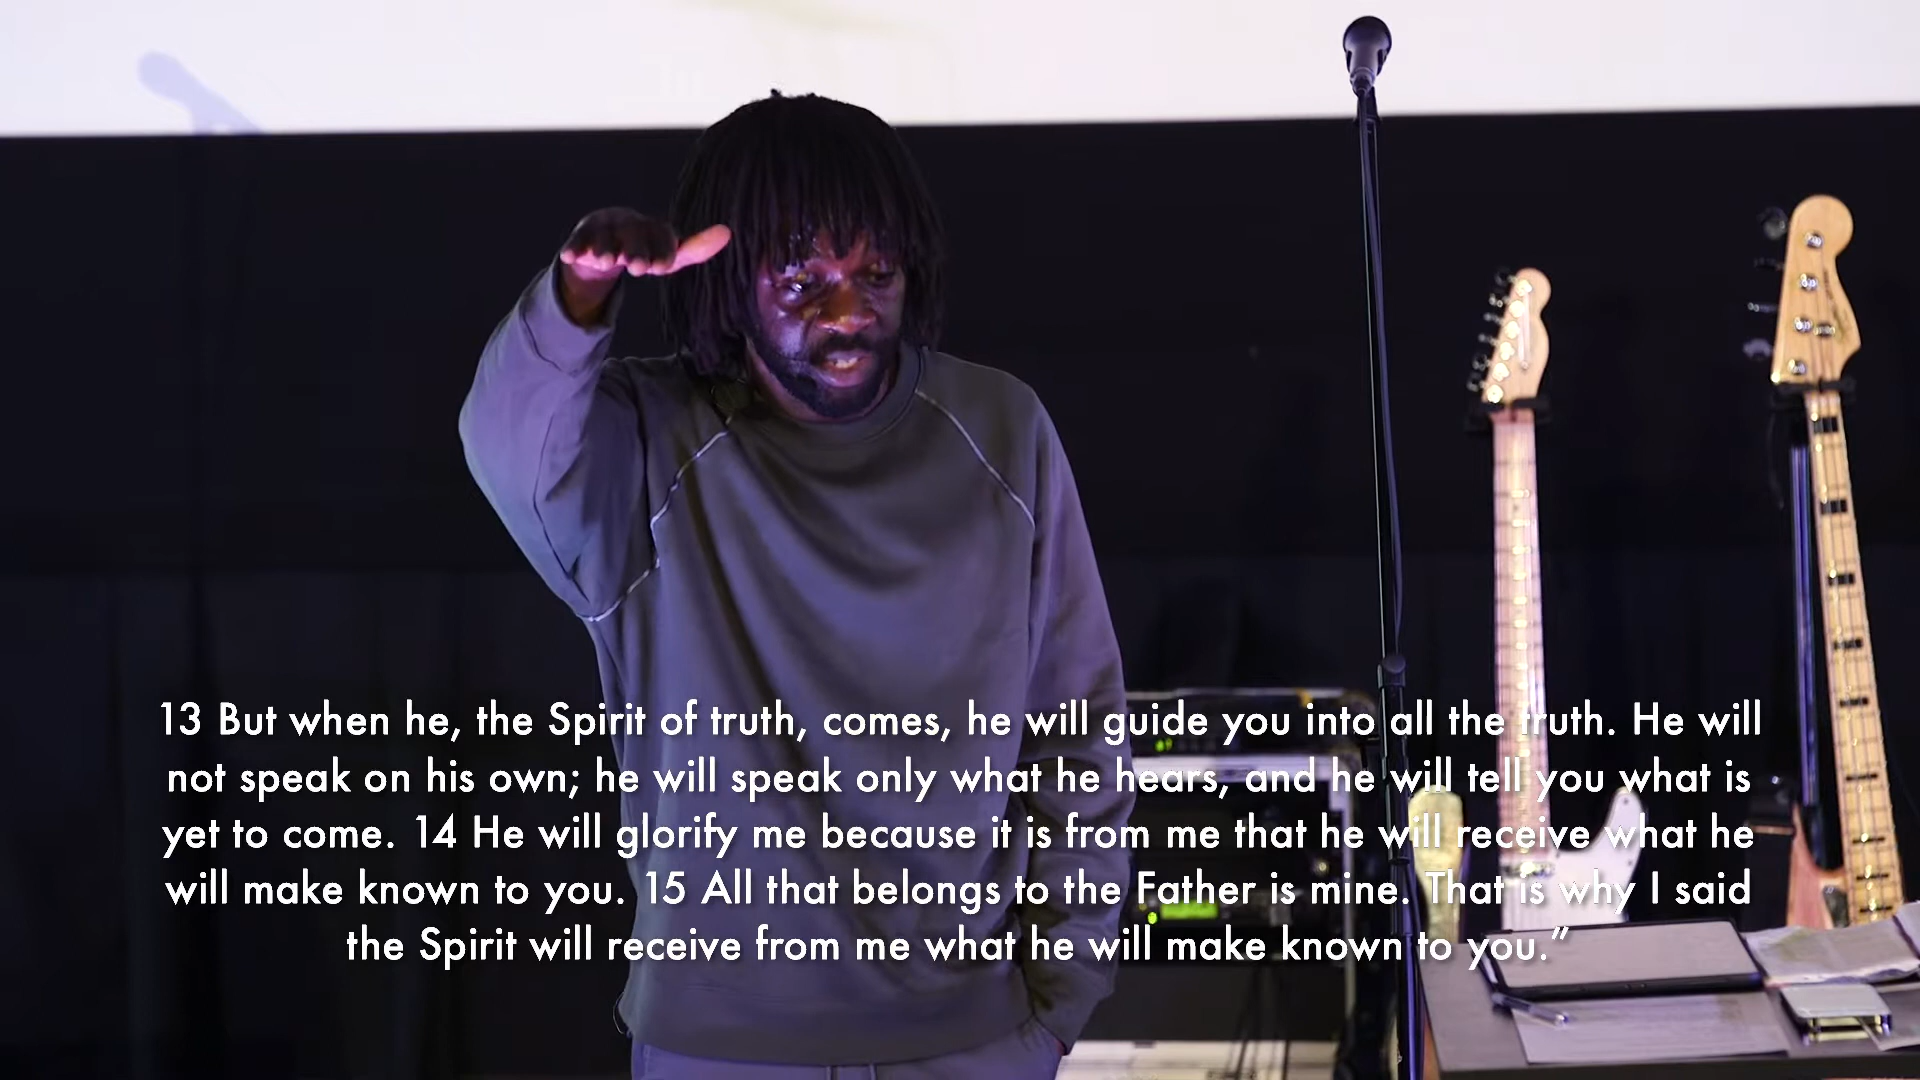 13 But when he, the Spirit of truth, comes, he will guide you into all the truth. He will
not speak on his own; he will speak only what he hears, and he will tell you what is
yet to come. 14 He will glorify me because it is from me that he will receive what he
will make known to you. 15 All that belongs to the Father is mine. That is why I said
the Spirit will receive from me what he will make known to you.”